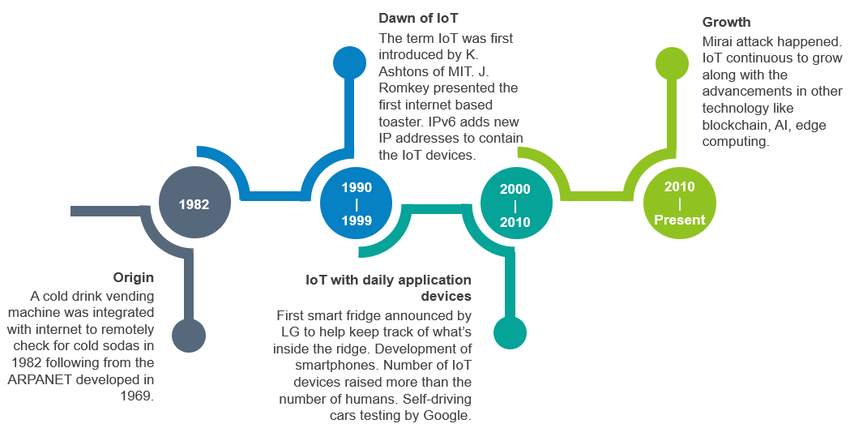 Dawn of IoT
The term IoT was first
introduced by K.
Ashtons of MIT. J.
Romkey presented the
first internet based
toaster. IPv6 adds new
IP addresses to contain
the IoT devices.
Growth
Mirai attack happened.
IoT continuous to grow
along with the
advancements in other
technology like
blockchain, AI, edge
computing.
1982
1990
|
1999
2000
|
2010
2010
|
Present
Origin
A cold drink vending
machine was integrated
with internet to remotely
check for cold sodas in
1982 following from the
ARPANET developed in
1969.
IoT with daily application
devices
First smart fridge announced by
LG to help keep track of what’s
inside the ridge. Development of
smartphones. Number of IoT
devices raised more than the
number of humans. Self-driving
cars testing by Google.